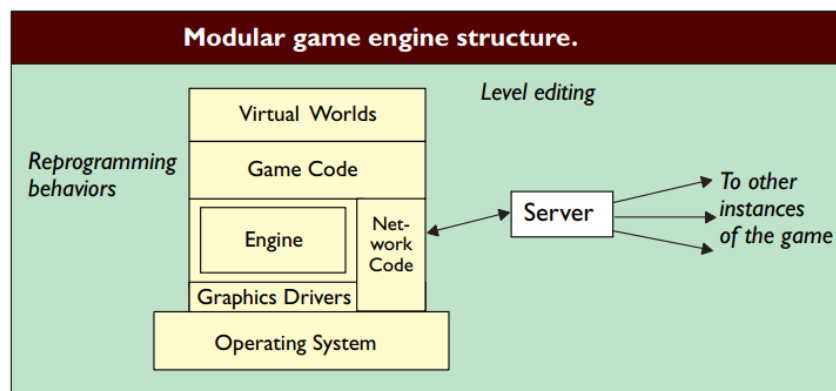 Modular game engine structure.
Level editing
Virtual Worlds
Reprogramming
behaviors
Game Code
Engine
Net-
work
Code
Server
To other
instances
of the game
Graphics Drivers
Operating System